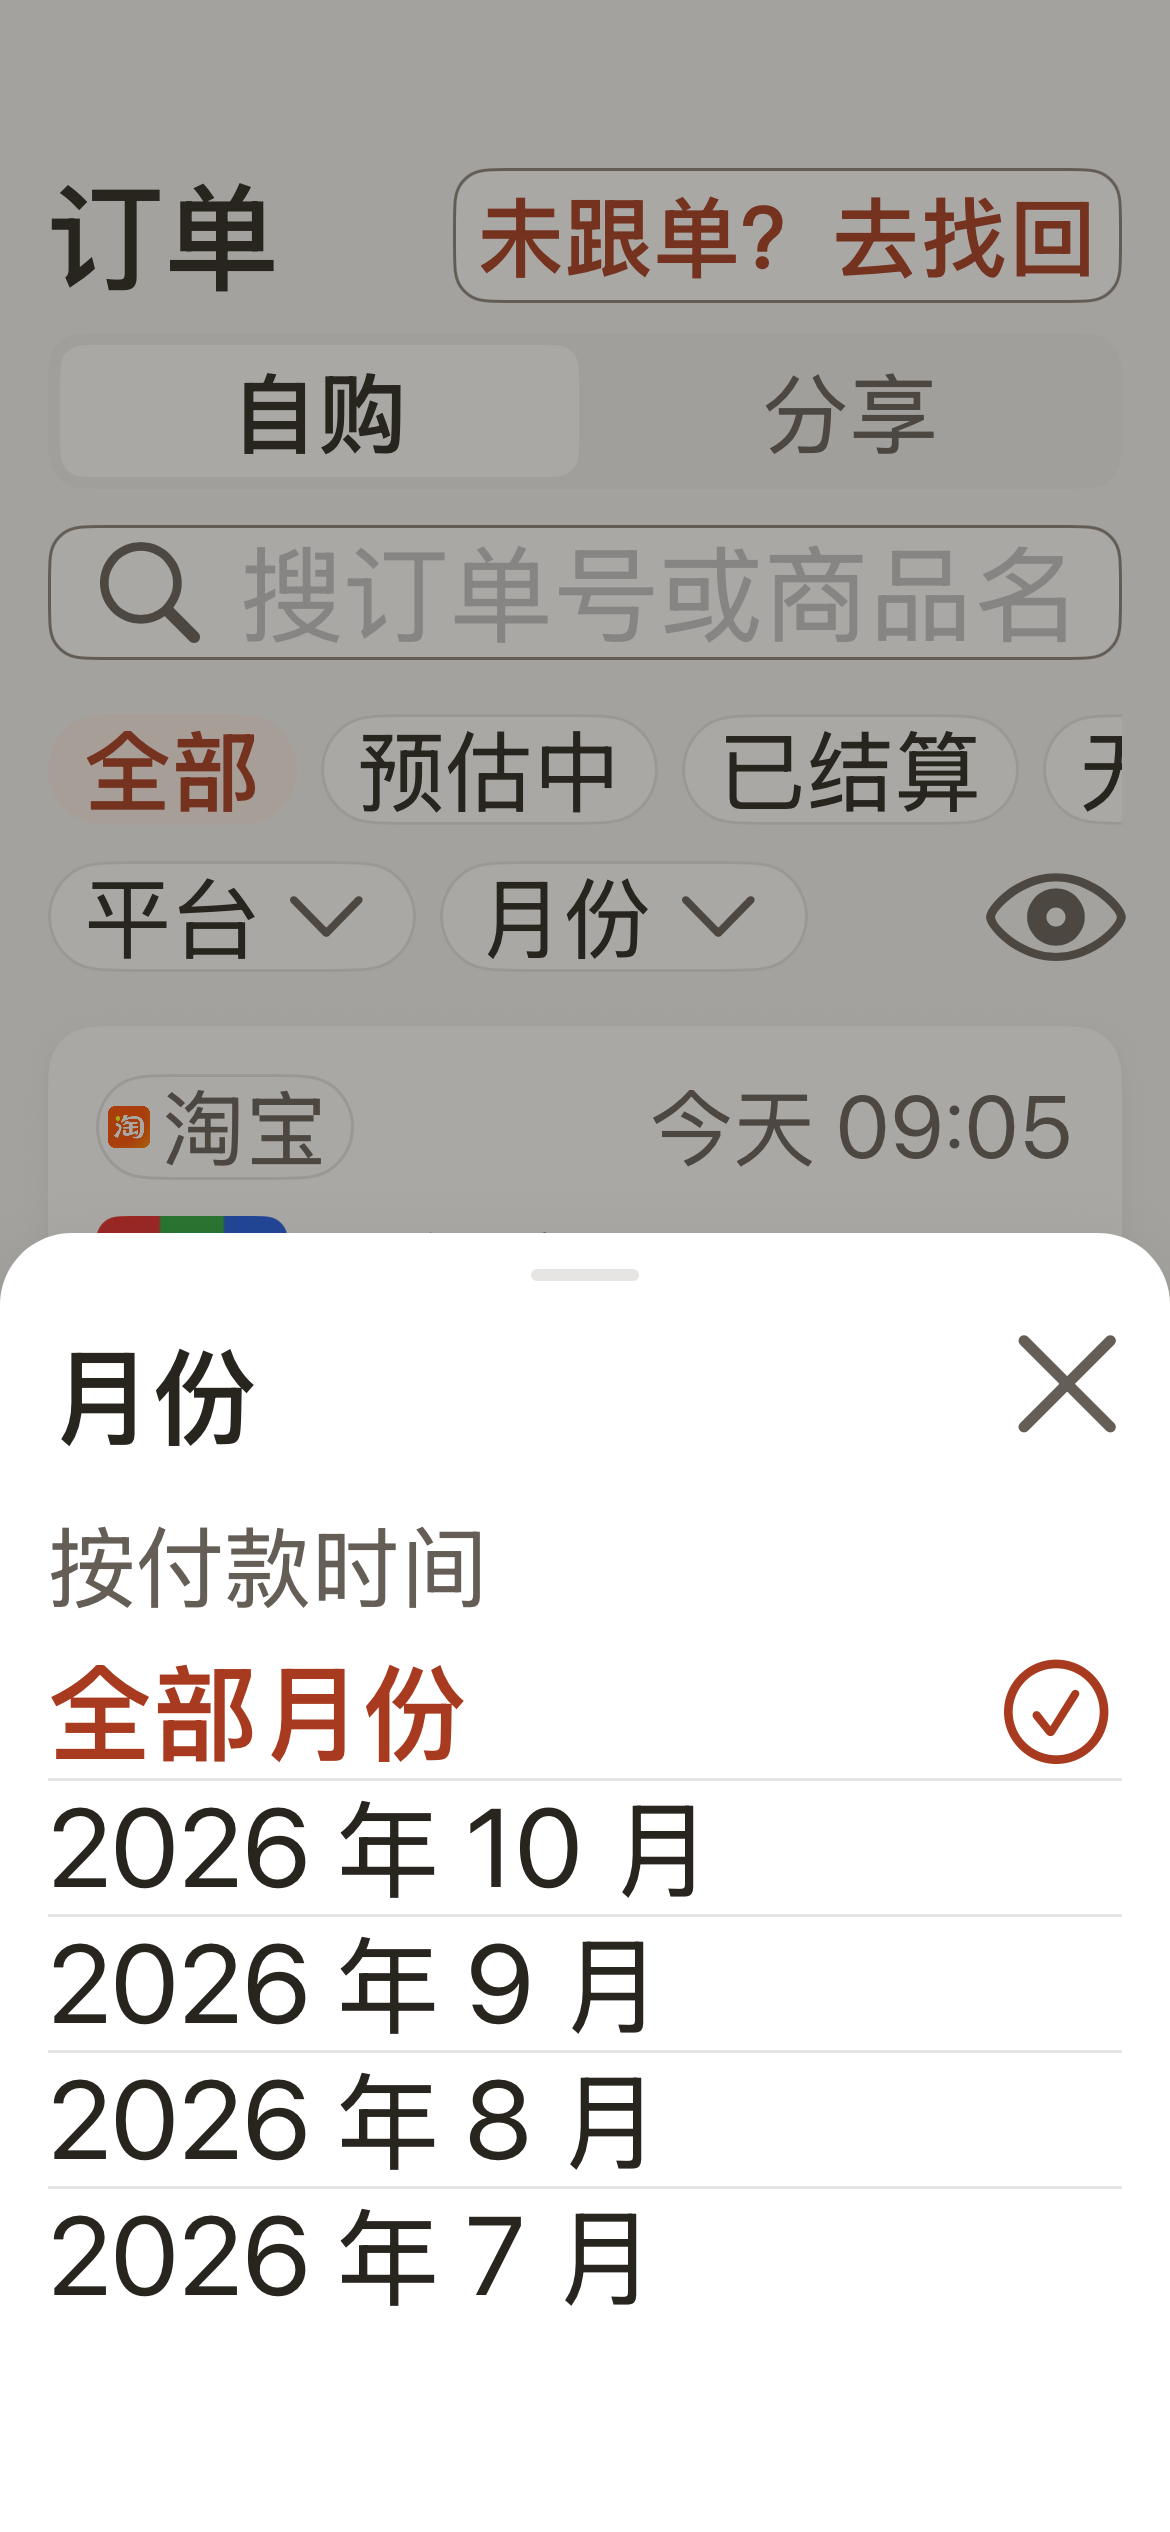 订单
未跟单？去找回
自购
分享
搜订单号或商品名
全部
预估中
已结算
平台
月份
淘
淘宝
今天 09:05
月份
按付款时间
全部月份
2026 年 10 月
2026 年 9 月
2026 年 8 月
2026 年 7 月